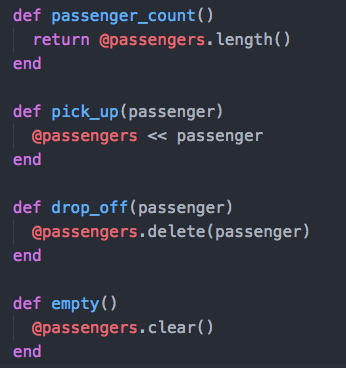 def passenger_count()
  return @passengers.length()
end

def pick_up(passenger)
  @passengers << passenger
end

def drop_off(passenger)
  @passengers.delete(passenger)
end

def empty()
  @passengers.clear()
end